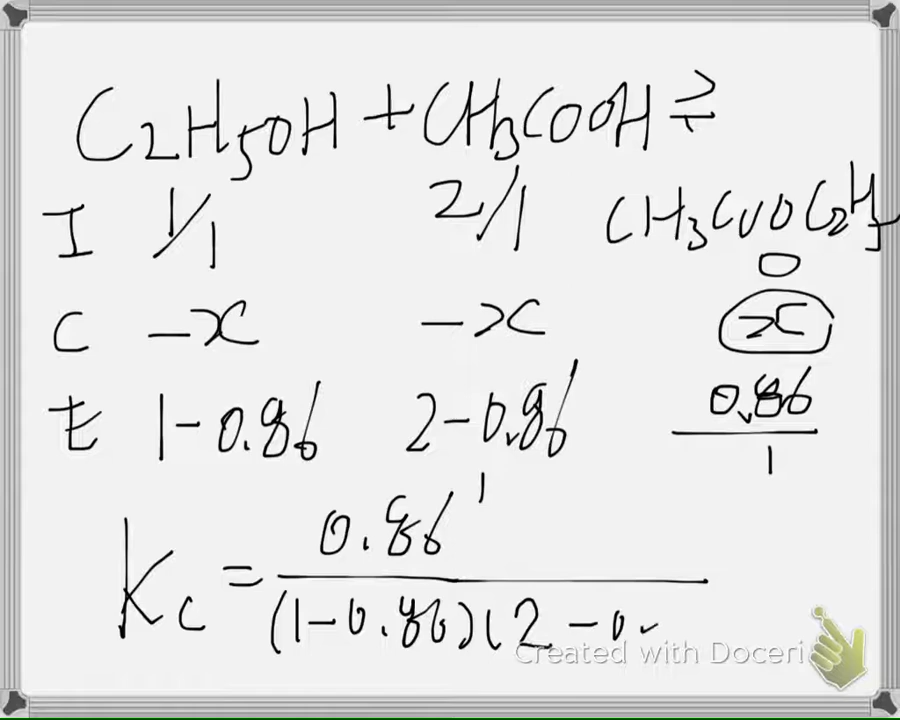 C2H5OH + CH3COOH ⇌
CH3COOC2H5
I 1/1 2/1 0
C -x -x x
E 1-0.86 2-0.86 0.86/1
Kc = 0.86¹ / (1-0.86)(2-0.
Created with Doceri